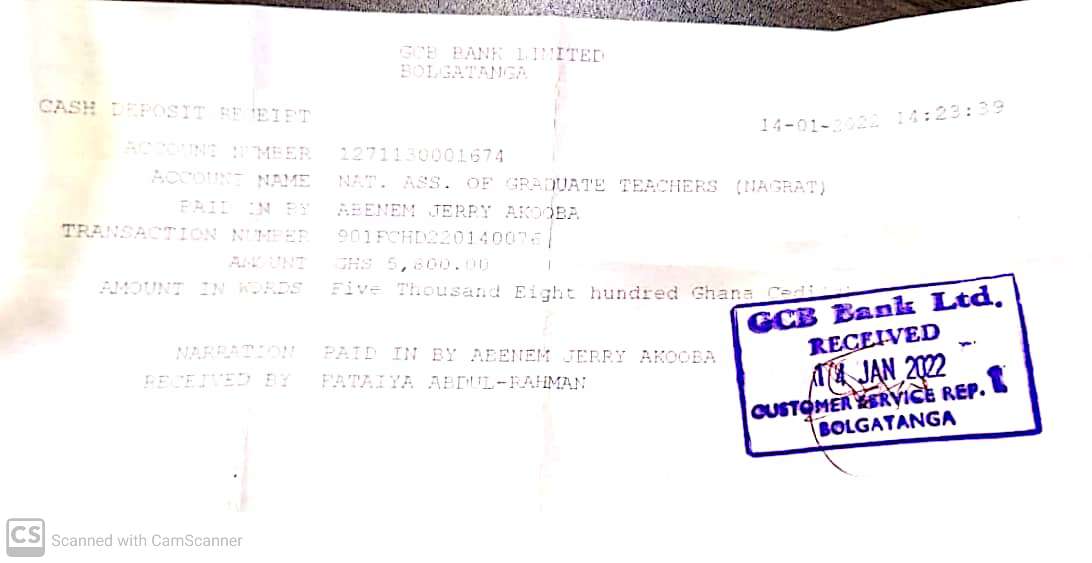 GCB BANK LIMITED
BOLGATANGA
CASH DEPOSIT RECEIPT
14-01-2022 14:23:39
ACCOUNT NUMBER 1271130001674
ACCOUNT NAME NAT. ASS. OF GRADUATE TEACHERS (NAGRAT)
PAID IN BY ABENEM JERRY AKOOBA
TRANSACTION NUMBER 901FCHD220140076
AMOUNT GHS 5,800.00
AMOUNT IN WORDS Five Thousand Eight hundred Ghana
NARRATION PAID IN BY ABENEM JERRY AKOOBA
RECEIVED BY FATAIYA ABDUL-RAHMAN
GCB Bank Ltd.
RECEIVED
14 JAN 2022
CUSTOMER SERVICE REP. 1
BOLGATANGA
CS Scanned with CamScanner